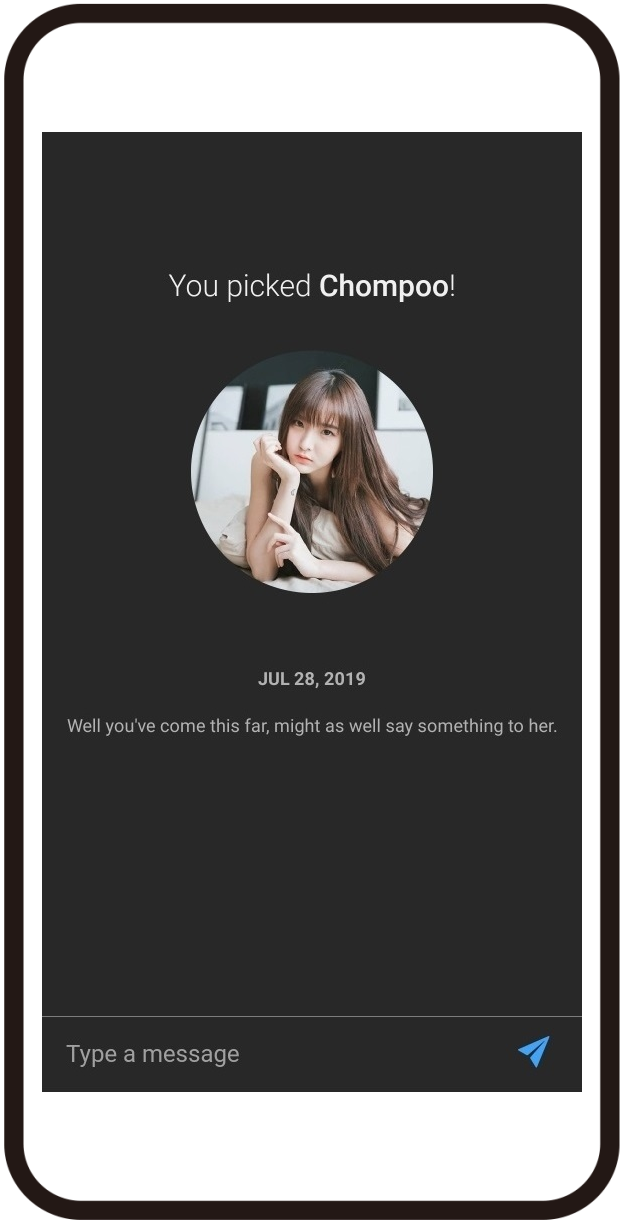 You picked Chompoo!
JUL 28, 2019
Well you've come this far, might as well say something to her.
Type a message